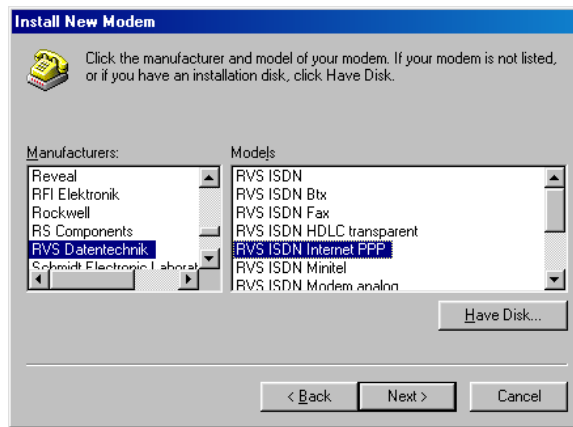 Install New Modem
Click the manufacturer and model of your modem. If your modem is not listed,
or if you have an installation disk, click Have Disk.
Manufacturers:
Reveal
RFI Elektronik
Rockwell
RS Components
RVS Datentechnik
Schmidt Electronic Laborat
Models
RVS ISDN
RVS ISDN Btx
RVS ISDN Fax
RVS ISDN HDLC transparent
RVS ISDN Internet PPP
RVS ISDN Minitel
RVS ISDN Modem analog
Have Disk...
< Back
Next >
Cancel